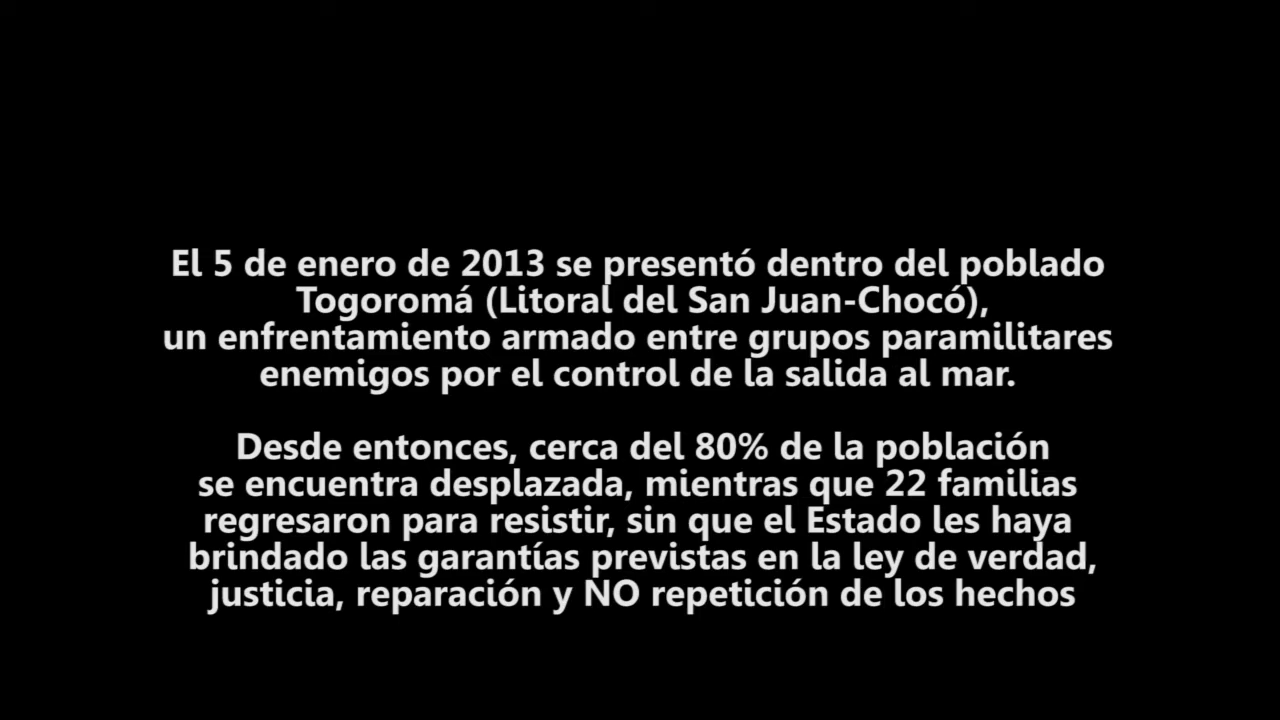 El 5 de enero de 2013 se presentó dentro del poblado
Togoromá (Litoral del San Juan-Chocó),
un enfrentamiento armado entre grupos paramilitares
enemigos por el control de la salida al mar.
Desde entonces, cerca del 80% de la población
se encuentra desplazada, mientras que 22 familias
regresaron para resistir, sin que el Estado les haya
brindado las garantías previstas en la ley de verdad,
justicia, reparación y NO repetición de los hechos